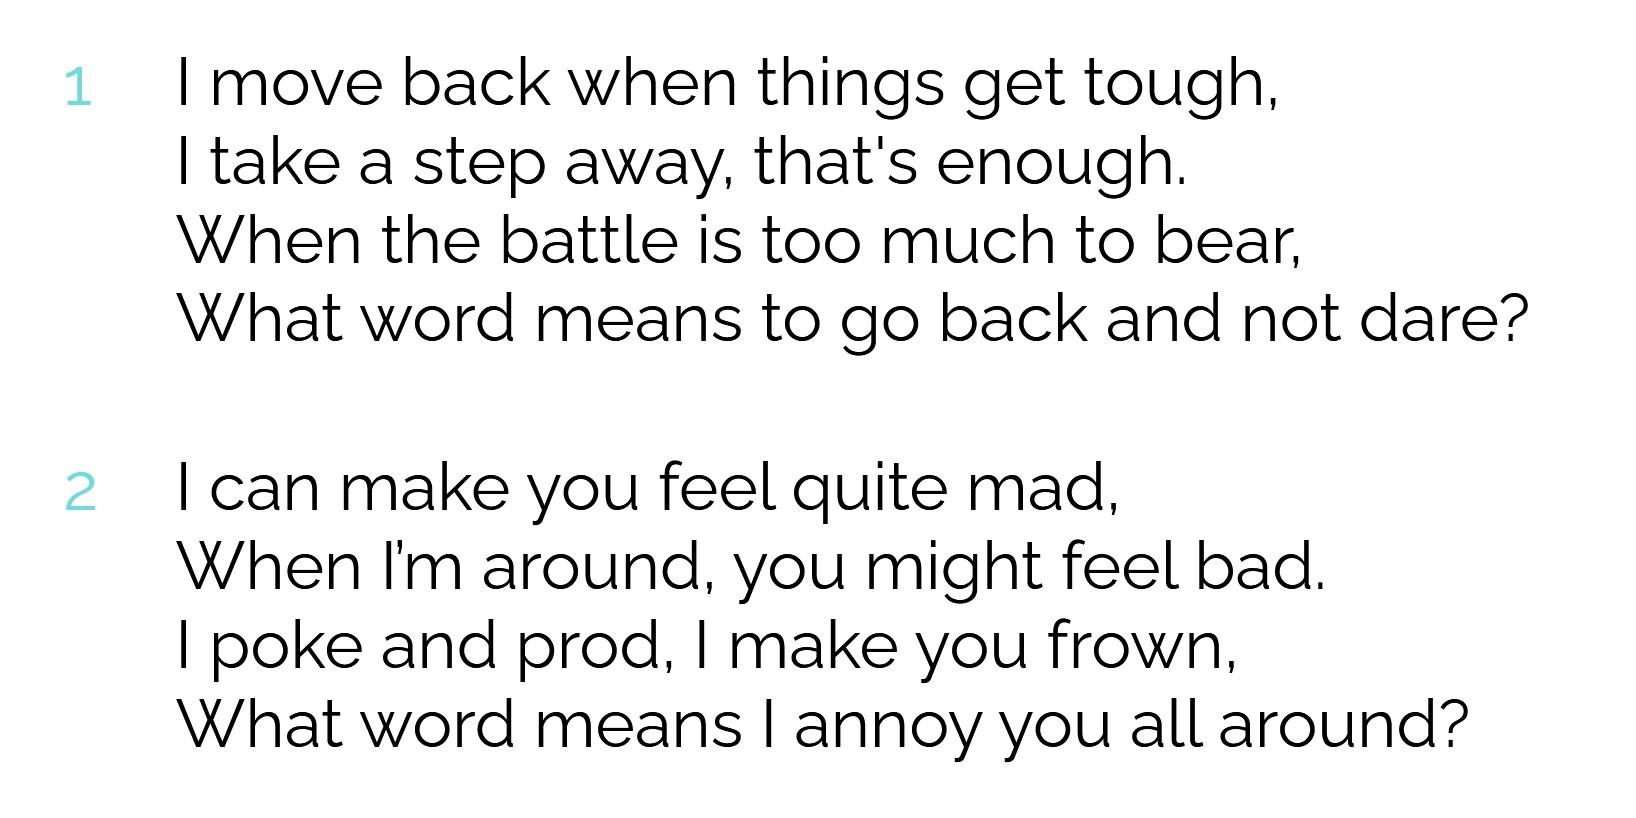 1 I move back when things get tough,
I take a step away, that's enough.
When the battle is too much to bear,
What word means to go back and not dare?
2 I can make you feel quite mad,
When I’m around, you might feel bad.
I poke and prod, I make you frown,
What word means I annoy you all around?